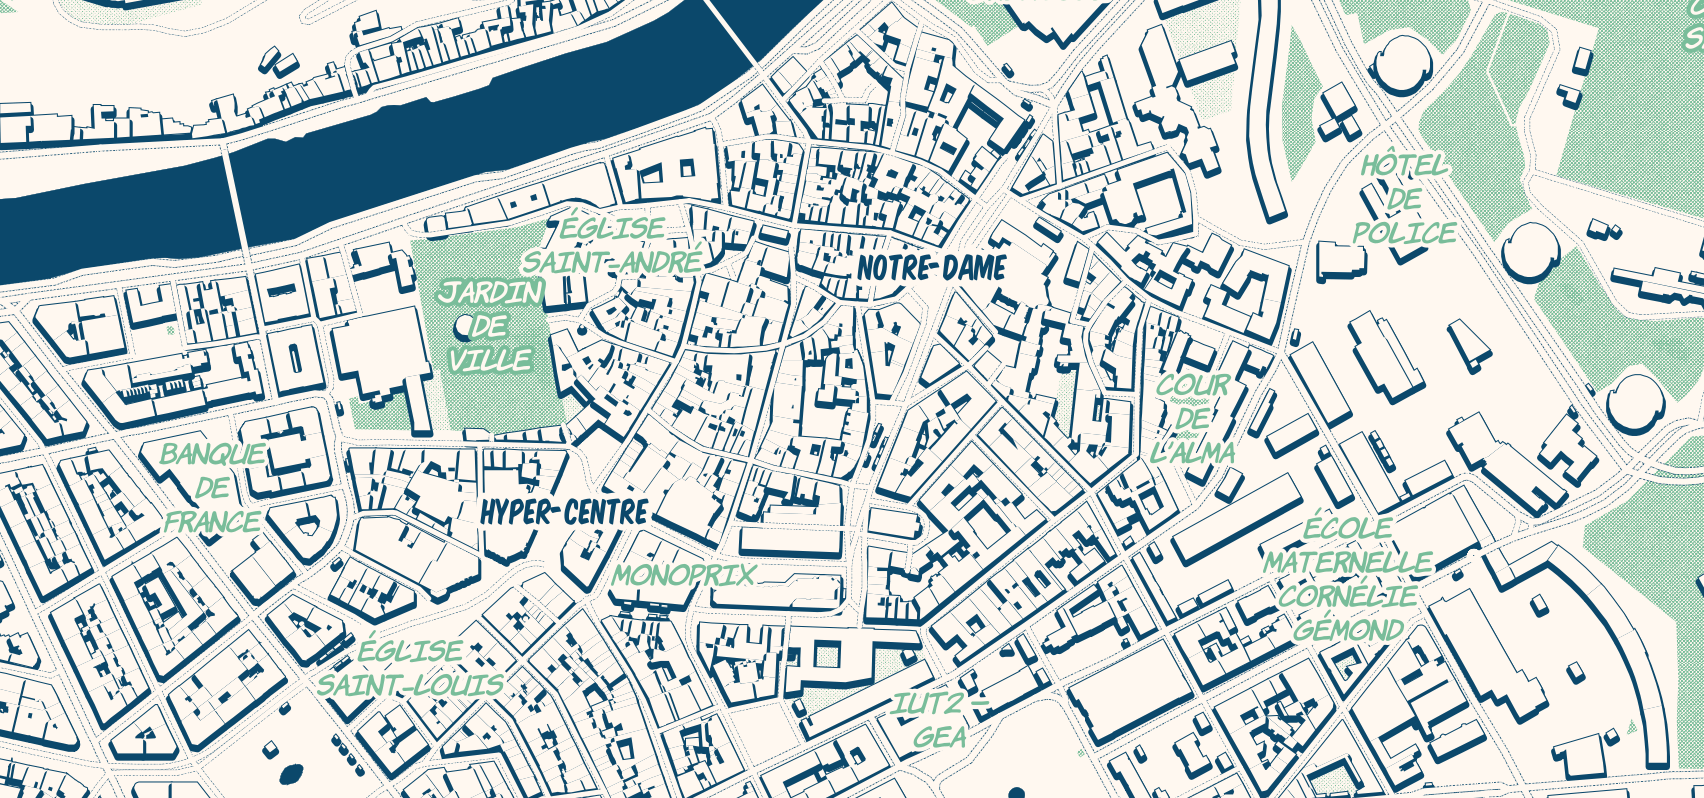 HÔTEL
DE
POLICE
ÉGLISE
SAINT-ANDRÉ
NOTRE-DAME
JARDIN
DE
VILLE
COUR
DE
L'ALMA
BANQUE
DE
FRANCE
HYPER-CENTRE
ÉCOLE
MATERNELLE
CORNÉLIE
GÉMOND
MONOPRIX
ÉGLISE
SAINT-LOUIS
IUT2 –
GEA